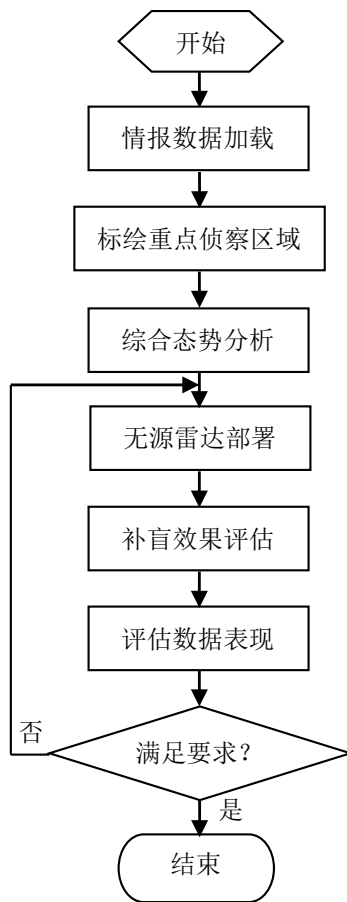 开始
情报数据加载
标绘重点侦察区域
综合态势分析
无源雷达部署
补盲效果评估
评估数据表现
否
满足要求?
是
结束